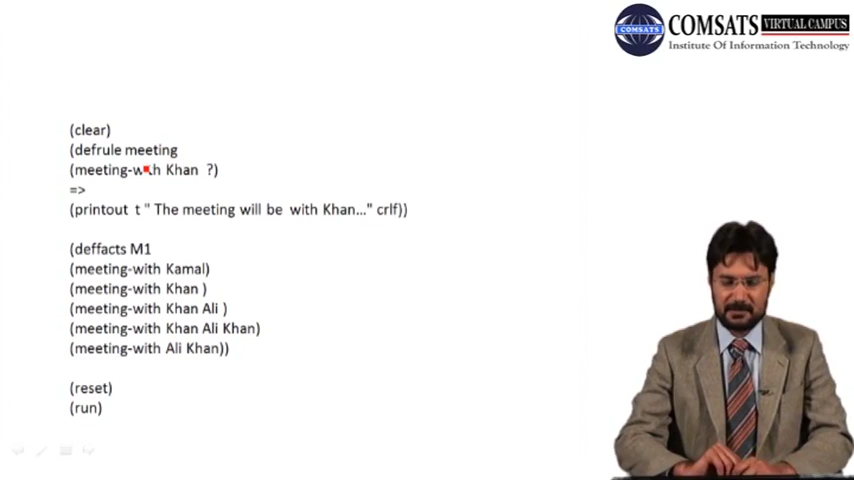 COMSATS
COMSATS VIRTUAL CAMPUS
Institute Of Information Technology
(clear)
(defrule meeting
(meeting-with Khan ?)
=>
(printout t " The meeting will be with Khan..." crlf))
(deffacts M1
(meeting-with Kamal)
(meeting-with Khan )
(meeting-with Khan Ali )
(meeting-with Khan Ali Khan)
(meeting-with Ali Khan))
(reset)
(run)